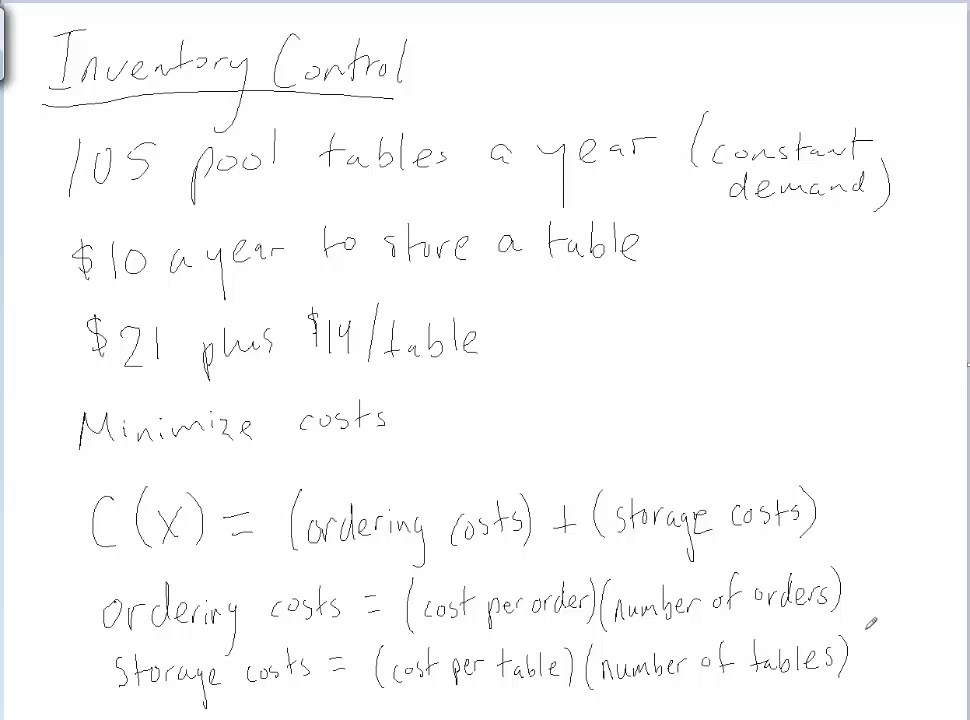 Inventory Control
105 pool tables a year (constant
demand)
$10 a year to store a table
$21 plus $14/table
Minimize costs
C(x) = (ordering costs) + (storage costs)
Ordering costs = (cost per order)(number of orders)
Storage costs = (cost per table)(number of tables)